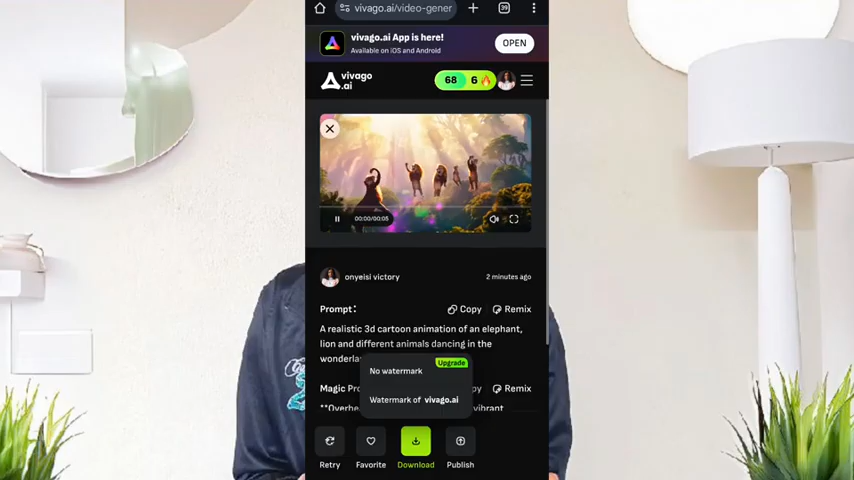 vivago.ai/video-gener
39
vivago.ai App is here!
Available on iOS and Android
OPEN
vivago
.ai
68 6
00:00/00:05
onyeisi victory
2 minutes ago
Prompt:
Copy
Remix
A realistic 3d cartoon animation of an elephant,
lion and different animals dancing in the
Upgrade
No watermark
Magic
Remix
Watermark of vivago.ai
Retry
Favorite
Download
Publish